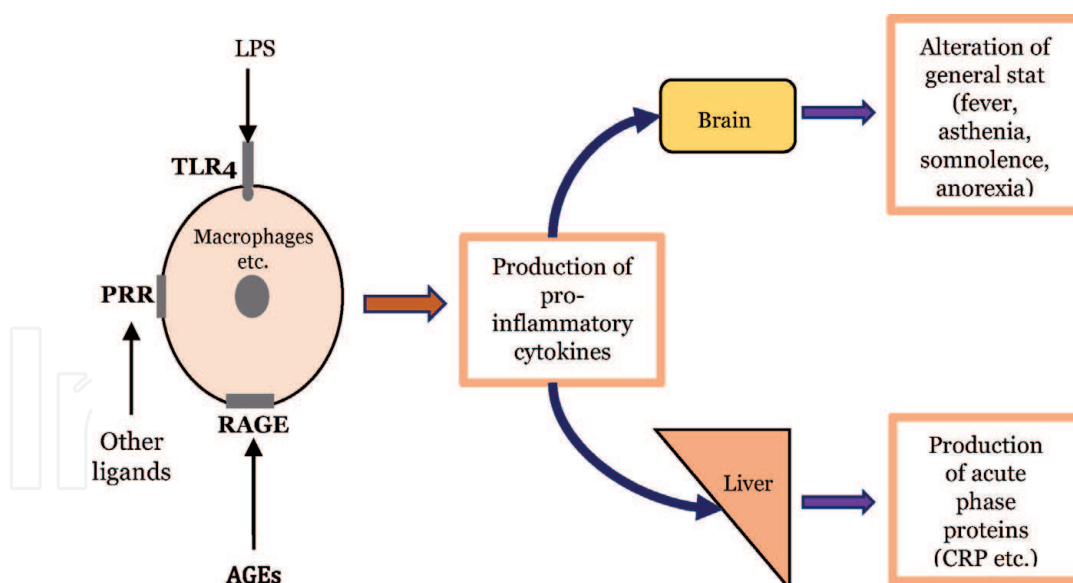 LPS
TLR4
Macrophages
etc.
PRR
RAGE
Other
ligands
AGEs
Production of
pro-
inflammatory
cytokines
Brain
Liver
Alteration of
general stat
(fever,
asthenia,
somnolence,
anorexia)
Production
of acute
phase
proteins
(CRP etc.)